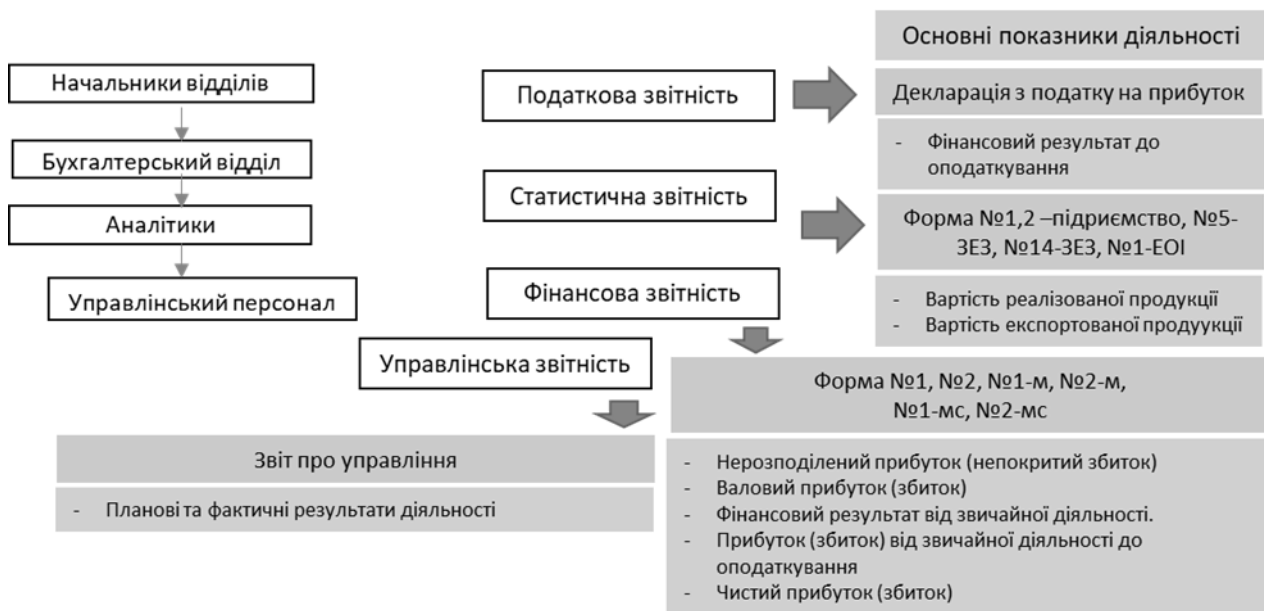 Начальники відділів
Бухгалтерський відділ
Аналітики
Управлінський персонал
Податкова звітність
Статистична звітність
Фінансова звітність
Управлінська звітність
Основні показники діяльності
Декларація з податку на прибуток
- Фінансовий результат до
оподаткування
Форма №1,2 –підриємство, №5-
ЗЕЗ, №14-ЗЕЗ, №1-ЕОІ
- Вартість реалізованої продукції
- Вартість експортованої продуукції
Форма №1, №2, №1-м, №2-м,
№1-мс, №2-мс
- Нерозподілений прибуток (непокритий збиток)
- Валовий прибуток (збиток)
- Фінансовий результат від звичайної діяльності.
- Прибуток (збиток) від звичайної діяльності до
оподаткування
- Чистий прибуток (збиток)
Звіт про управління
- Планові та фактичні результати діяльності